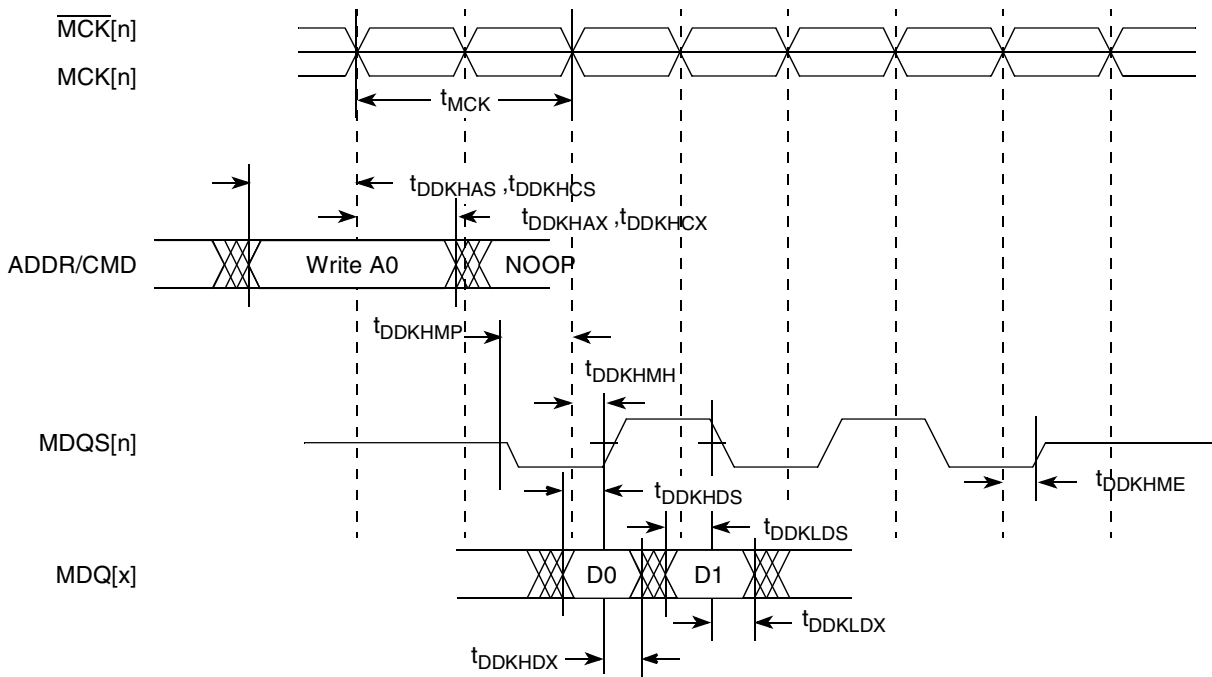 MCK[n]
MCK[n]
tMCK
tDDKHAS ,tDDKHCS
tDDKHAX ,tDDKHCX
ADDR/CMD
Write A0
NOOP
tDDKHMP
tDDKHMH
MDQS[n]
tDDKHME
tDDKHDS
tDDKLDS
MDQ[x]
D0
D1
tDDKLDX
tDDKHDX